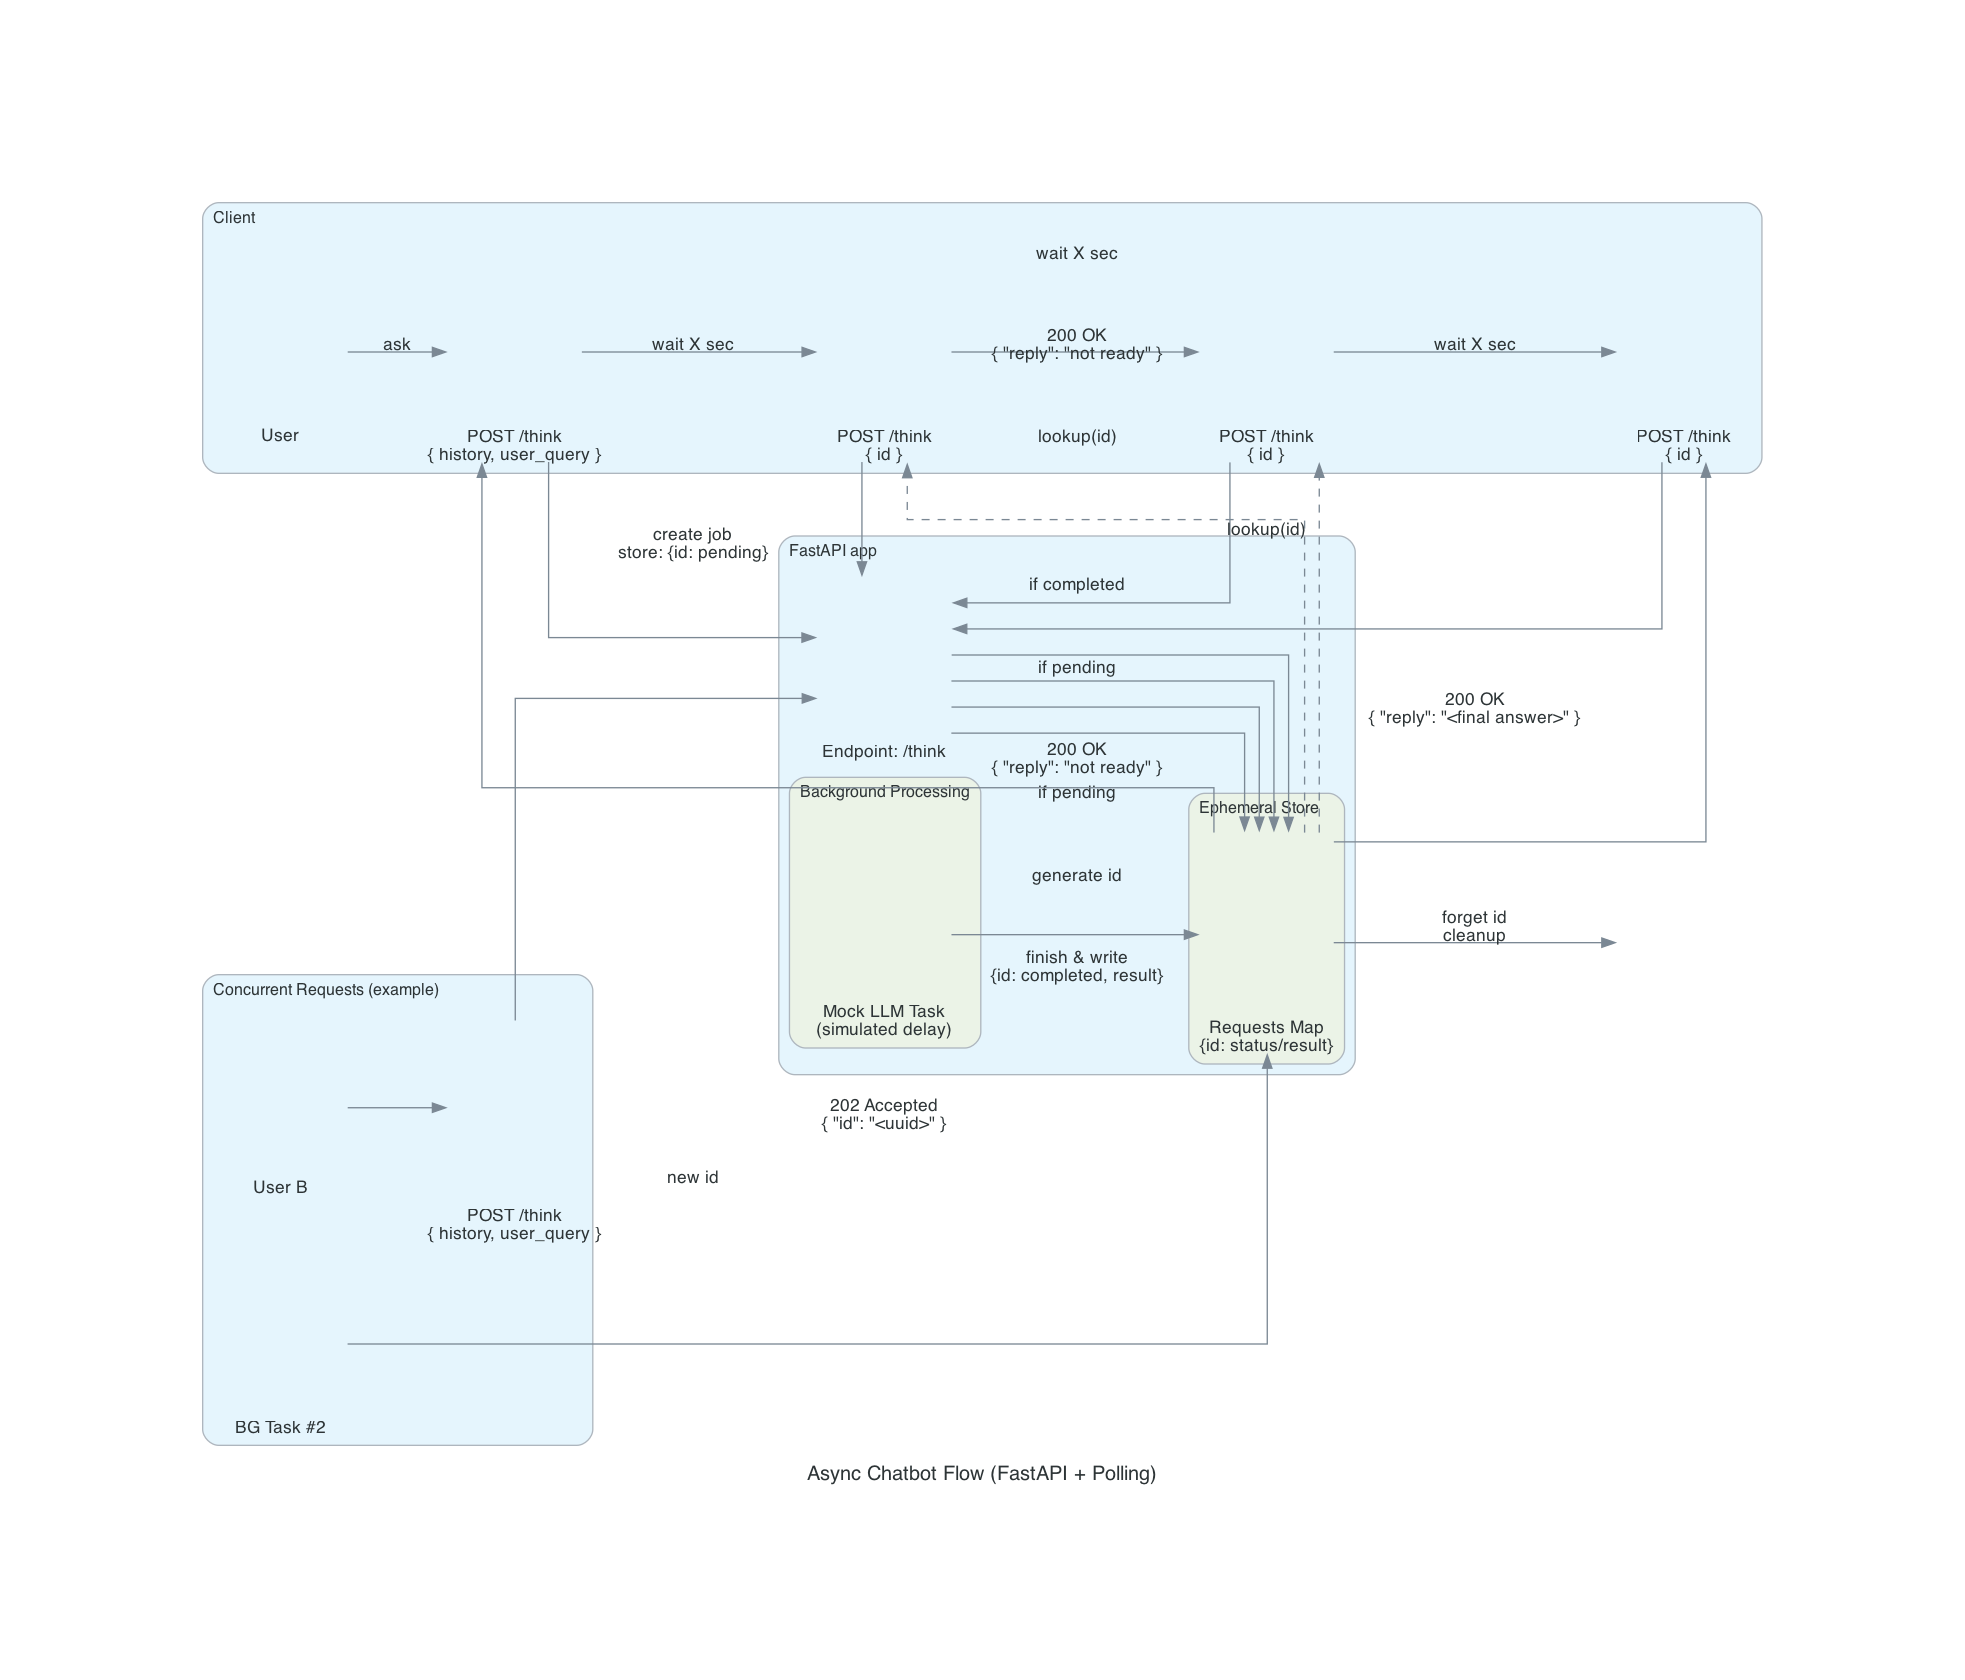 Client
wait X sec
ask
wait X sec
200 OK
{ "reply": "not ready" }
wait X sec
User
POST /think
{ history, user_query }
POST /think
{ id }
lookup(id)
POST /think
{ id }
POST /think
{ id }
create job
store: {id: pending}
lookup(id)
FastAPI app
if completed
if pending
200 OK
{ "reply": "<final answer>" }
Endpoint: /think
200 OK
{ "reply": "not ready" }
Background Processing
if pending
Ephemeral Store
generate id
forget id
cleanup
finish & write
{id: completed, result}
Mock LLM Task
(simulated delay)
Requests Map
{id: status/result}
Concurrent Requests (example)
202 Accepted
{ "id": "<uuid>" }
new id
User B
POST /think
{ history, user_query }
BG Task #2
Async Chatbot Flow (FastAPI + Polling)